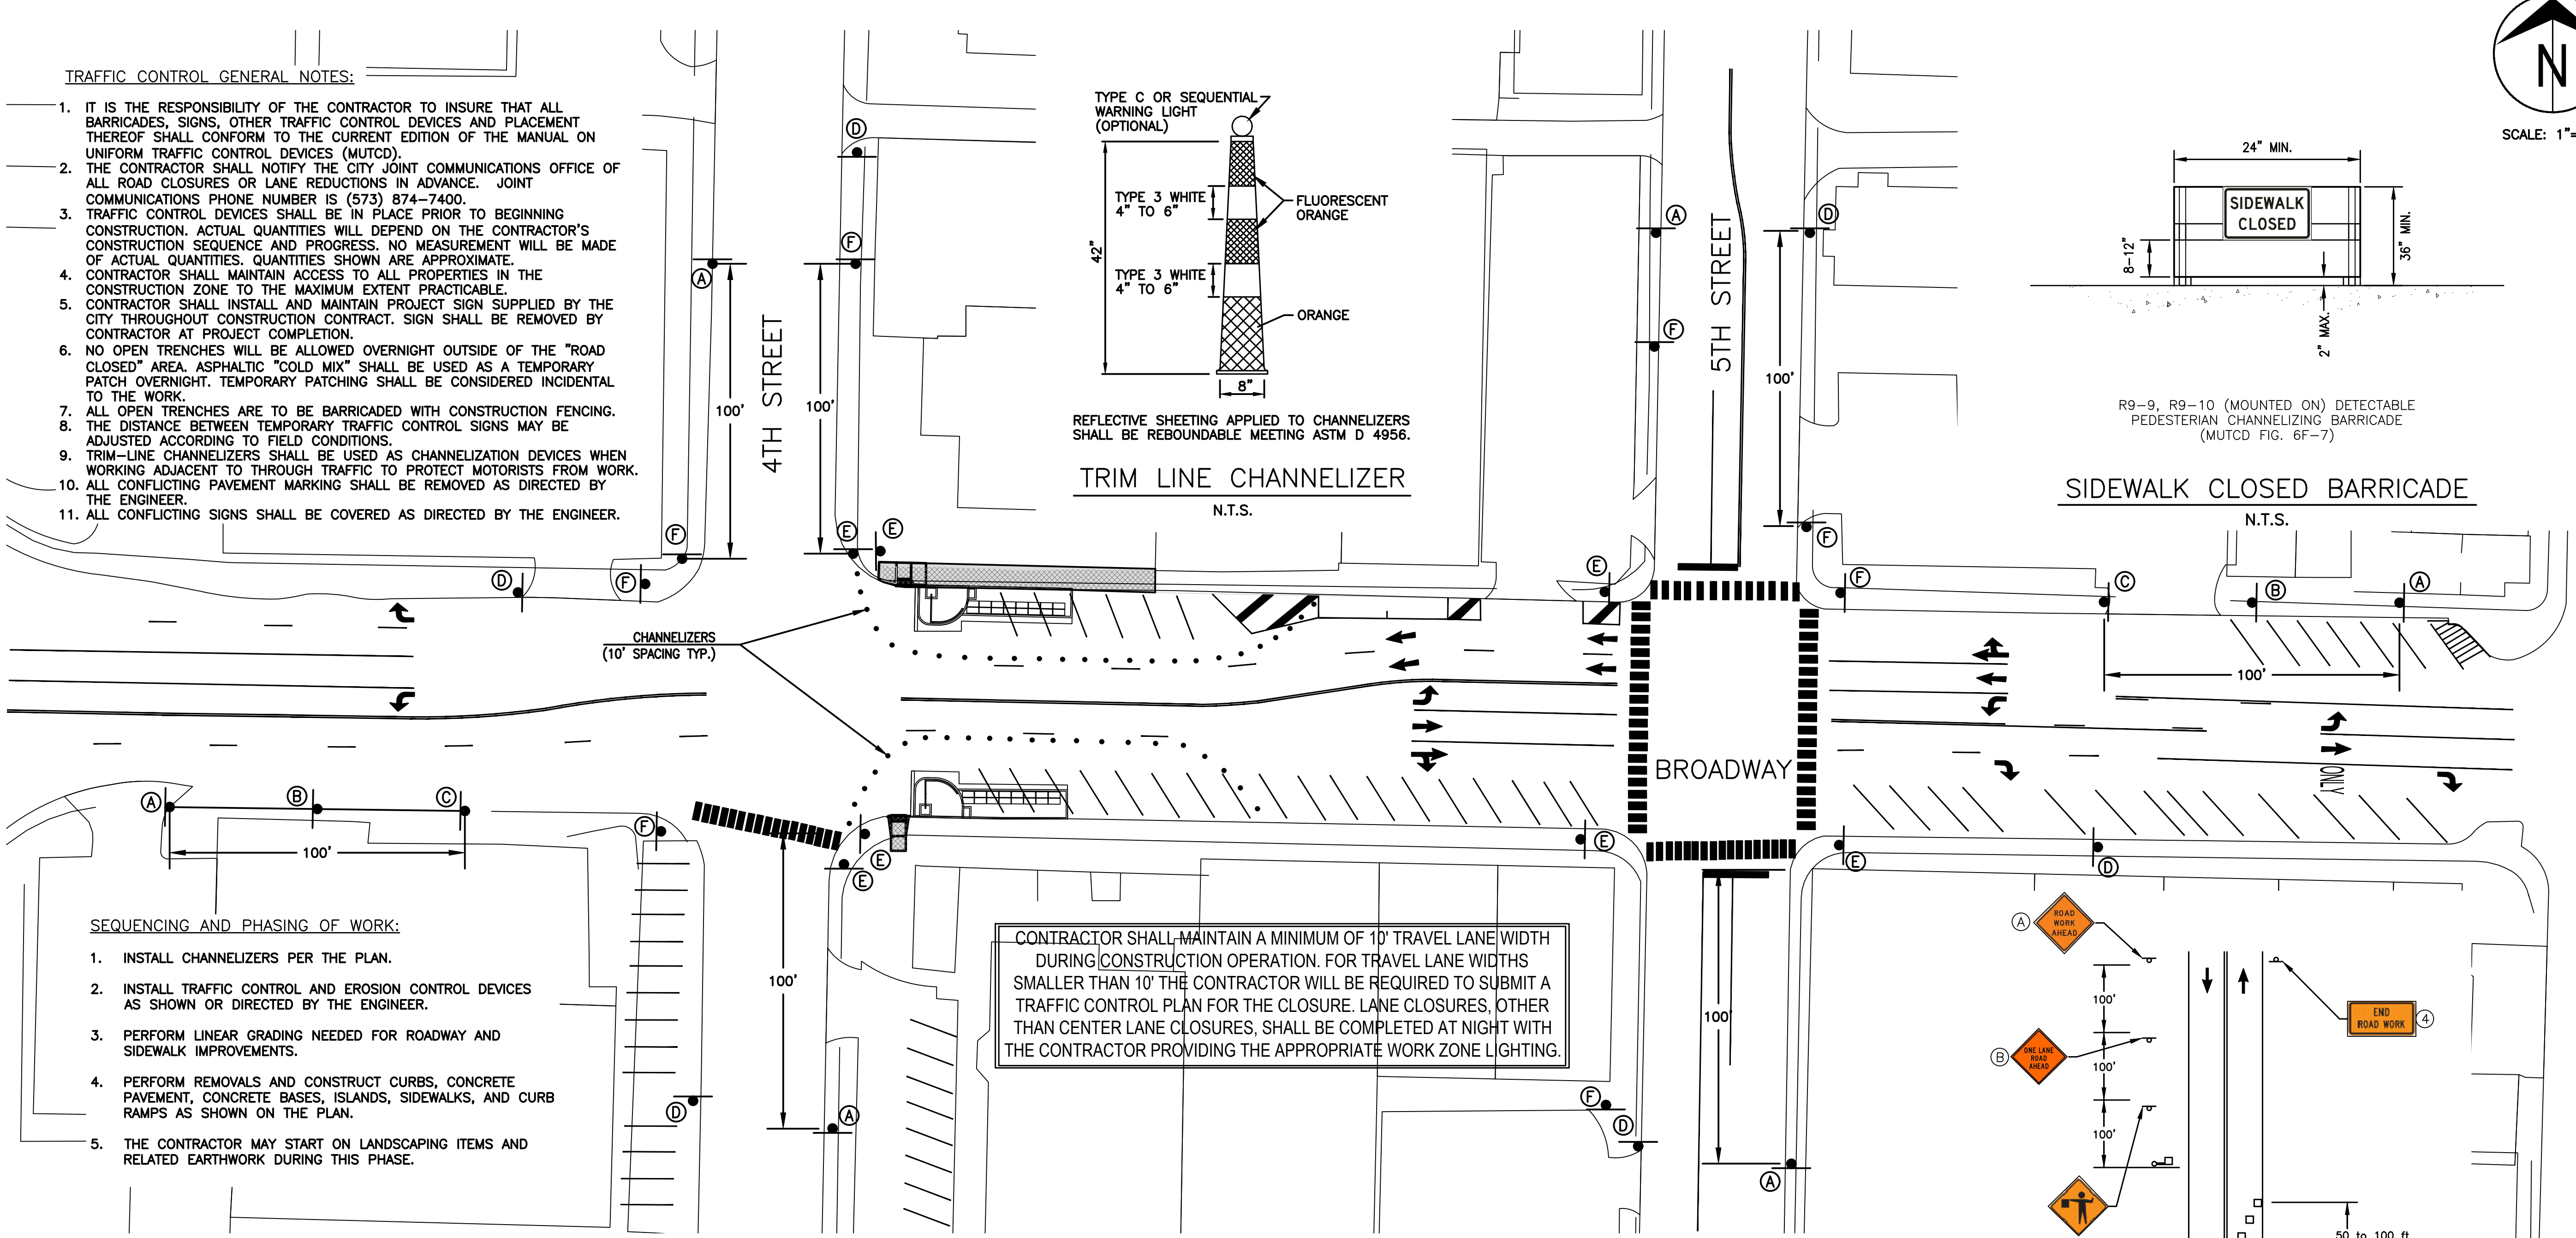 TRAFFIC CONTROL GENERAL NOTES:
1. IT IS THE RESPONSIBILITY OF THE CONTRACTOR TO INSURE THAT ALL
BARRICADES, SIGNS, OTHER TRAFFIC CONTROL DEVICES AND PLACEMENT
THEREOF SHALL CONFORM TO THE CURRENT EDITION OF THE MANUAL ON
UNIFORM TRAFFIC CONTROL DEVICES (MUTCD).
2. THE CONTRACTOR SHALL NOTIFY THE CITY JOINT COMMUNICATIONS OFFICE OF
ALL ROAD CLOSURES OR LANE REDUCTIONS IN ADVANCE. JOINT
COMMUNICATIONS PHONE NUMBER IS (573) 874-7400.
3. TRAFFIC CONTROL DEVICES SHALL BE IN PLACE PRIOR TO BEGINNING
CONSTRUCTION. ACTUAL QUANTITIES WILL DEPEND ON THE CONTRACTOR'S
CONSTRUCTION SEQUENCE AND PROGRESS. NO MEASUREMENT WILL BE MADE
OF ACTUAL QUANTITIES. QUANTITIES SHOWN ARE APPROXIMATE.
4. CONTRACTOR SHALL MAINTAIN ACCESS TO ALL PROPERTIES IN THE
CONSTRUCTION ZONE TO THE MAXIMUM EXTENT PRACTICABLE.
5. CONTRACTOR SHALL INSTALL AND MAINTAIN PROJECT SIGN SUPPLIED BY THE
CITY THROUGHOUT CONSTRUCTION CONTRACT. SIGN SHALL BE REMOVED BY
CONTRACTOR AT PROJECT COMPLETION.
6. NO OPEN TRENCHES WILL BE ALLOWED OVERNIGHT OUTSIDE OF THE "ROAD
CLOSED" AREA. ASPHALTIC "COLD MIX" SHALL BE USED AS A TEMPORARY
PATCH OVERNIGHT. TEMPORARY PATCHING SHALL BE CONSIDERED INCIDENTAL
TO THE WORK.
7. ALL OPEN TRENCHES ARE TO BE BARRICADED WITH CONSTRUCTION FENCING.
8. THE DISTANCE BETWEEN TEMPORARY TRAFFIC CONTROL SIGNS MAY BE
ADJUSTED ACCORDING TO FIELD CONDITIONS.
9. TRIM-LINE CHANNELIZERS SHALL BE USED AS CHANNELIZATION DEVICES WHEN
WORKING ADJACENT TO THROUGH TRAFFIC TO PROTECT MOTORISTS FROM WORK.
10. ALL CONFLICTING PAVEMENT MARKING SHALL BE REMOVED AS DIRECTED BY
THE ENGINEER.
11. ALL CONFLICTING SIGNS SHALL BE COVERED AS DIRECTED BY THE ENGINEER.
A
100'
4TH STREET
D
F
100'
F
E
E
D
F
TYPE C OR SEQUENTIAL
WARNING LIGHT
(OPTIONAL)
TYPE 3 WHITE
4" TO 6"
FLUORESCENT
ORANGE
42"
TYPE 3 WHITE
4" TO 6"
ORANGE
8"
REFLECTIVE SHEETING APPLIED TO CHANNELIZERS
SHALL BE REBOUNDABLE MEETING ASTM D 4956.
TRIM LINE CHANNELIZER
N.T.S.
A
F
5TH STREET
100'
D
F
E
F
N
SCALE: 1"=
24" MIN.
SIDEWALK
CLOSED
36" MIN.
8-12"
2" MAX.
R9-9, R9-10 (MOUNTED ON) DETECTABLE
PEDESTERIAN CHANNELIZING BARRICADE
(MUTCD FIG. 6F-7)
SIDEWALK CLOSED BARRICADE
N.T.S.
C
B
A
100'
CHANNELIZERS
(10' SPACING TYP.)
BROADWAY
ONLY
A
B
C
100'
F
E
E
E
E
D
100'
A
D
F
D
100'
A
SEQUENCING AND PHASING OF WORK:
1. INSTALL CHANNELIZERS PER THE PLAN.
2. INSTALL TRAFFIC CONTROL AND EROSION CONTROL DEVICES
AS SHOWN OR DIRECTED BY THE ENGINEER.
3. PERFORM LINEAR GRADING NEEDED FOR ROADWAY AND
SIDEWALK IMPROVEMENTS.
4. PERFORM REMOVALS AND CONSTRUCT CURBS, CONCRETE
PAVEMENT, CONCRETE BASES, ISLANDS, SIDEWALKS, AND CURB
RAMPS AS SHOWN ON THE PLAN.
5. THE CONTRACTOR MAY START ON LANDSCAPING ITEMS AND
RELATED EARTHWORK DURING THIS PHASE.
CONTRACTOR SHALL MAINTAIN A MINIMUM OF 10' TRAVEL LANE WIDTH
DURING CONSTRUCTION OPERATION. FOR TRAVEL LANE WIDTHS
SMALLER THAN 10' THE CONTRACTOR WILL BE REQUIRED TO SUBMIT A
TRAFFIC CONTROL PLAN FOR THE CLOSURE. LANE CLOSURES, OTHER
THAN CENTER LANE CLOSURES, SHALL BE COMPLETED AT NIGHT WITH
THE CONTRACTOR PROVIDING THE APPROPRIATE WORK ZONE LIGHTING.
A
ROAD
WORK
AHEAD
100'
B
ONE LANE
ROAD
AHEAD
100'
100'
END
ROAD WORK
4
50 to 100 ft